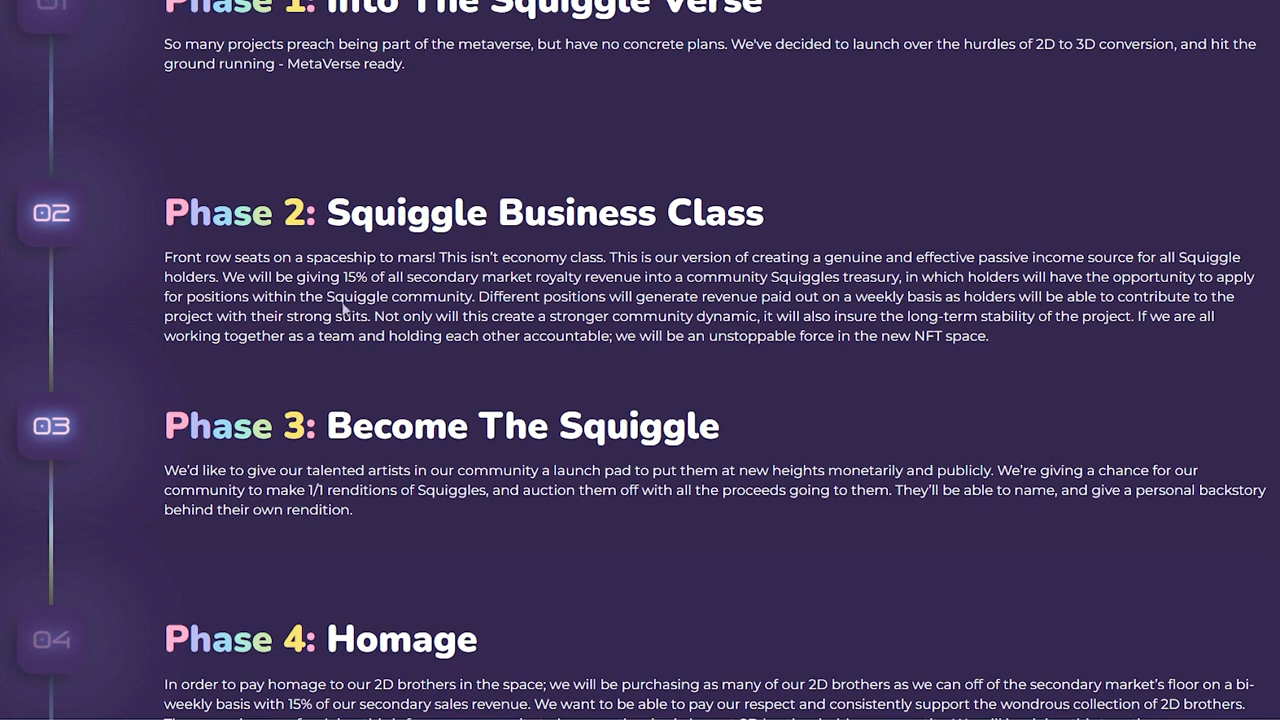 01
Phase 1: Into The Squiggle Verse
So many projects preach being part of the metaverse, but have no concrete plans. We've decided to launch over the hurdles of 2D to 3D conversion, and hit the
ground running - MetaVerse ready.
02
Phase 2: Squiggle Business Class
Front row seats on a spaceship to mars! This isn't economy class. This is our version of creating a genuine and effective passive income source for all Squiggle
holders. We will be giving 15% of all secondary market royalty revenue into a community Squiggles treasury, in which holders will have the opportunity to apply
for positions within the Squiggle community. Different positions will generate revenue paid out on a weekly basis as holders will be able to contribute to the
project with their strong suits. Not only will this create a stronger community dynamic, it will also insure the long-term stability of the project. If we are all
working together as a team and holding each other accountable; we will be an unstoppable force in the new NFT space.
03
Phase 3: Become The Squiggle
We'd like to give our talented artists in our community a launch pad to put them at new heights monetarily and publicly. We're giving a chance for our
community to make 1/1 renditions of Squiggles, and auction them off with all the proceeds going to them. They'll be able to name, and give a personal backstory
behind their own rendition.
04
Phase 4: Homage
In order to pay homage to our 2D brothers in the space; we will be purchasing as many of our 2D brothers as we can off of the secondary market's floor on a bi-
weekly basis with 15% of our secondary sales revenue. We want to be able to pay our respect and consistently support the wondrous collection of 2D brothers.